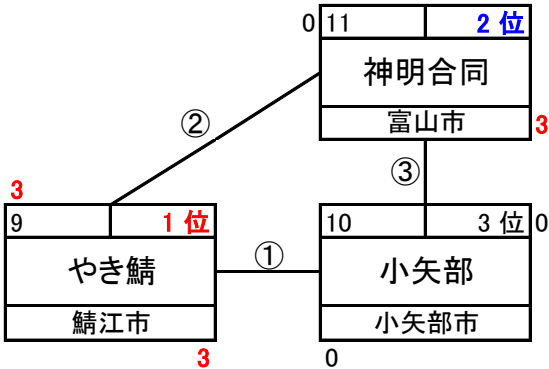 0 11 2 位
神明合同
富山市 3
②
③
3
9 1 位
やき鯖
鯖江市
3
①
10 3 位 0
小矢部
小矢部市
0